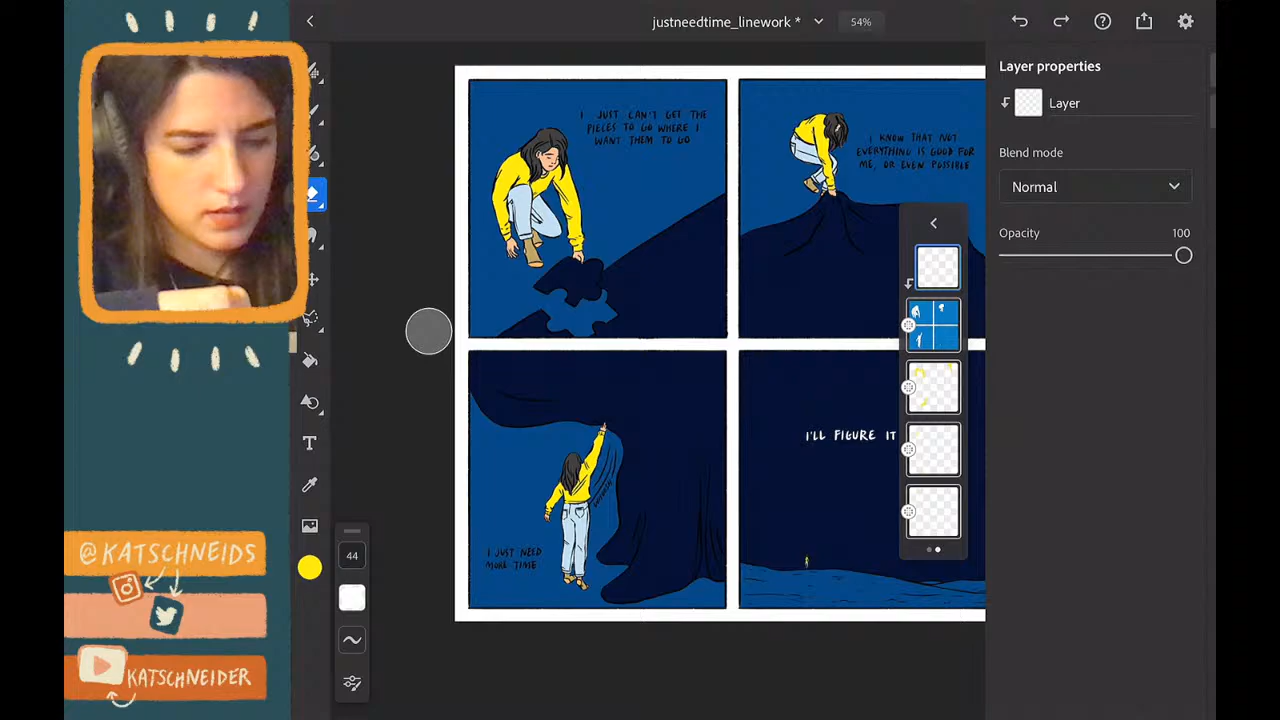 justneedtime_linework *
54%
Layer properties
Layer
Blend mode
Normal
Opacity
100
I JUST CAN'T GET THE
PIECES TO GO WHERE I
WANT THEM TO GO
I KNOW THAT NOT
EVERYTHING IS GOOD FOR
ME, OR EVEN POSSIBLE
I JUST NEED
MORE TIME
I'LL FIGURE IT
44
@KATSCHNEIDS
KATSCHNEIDER